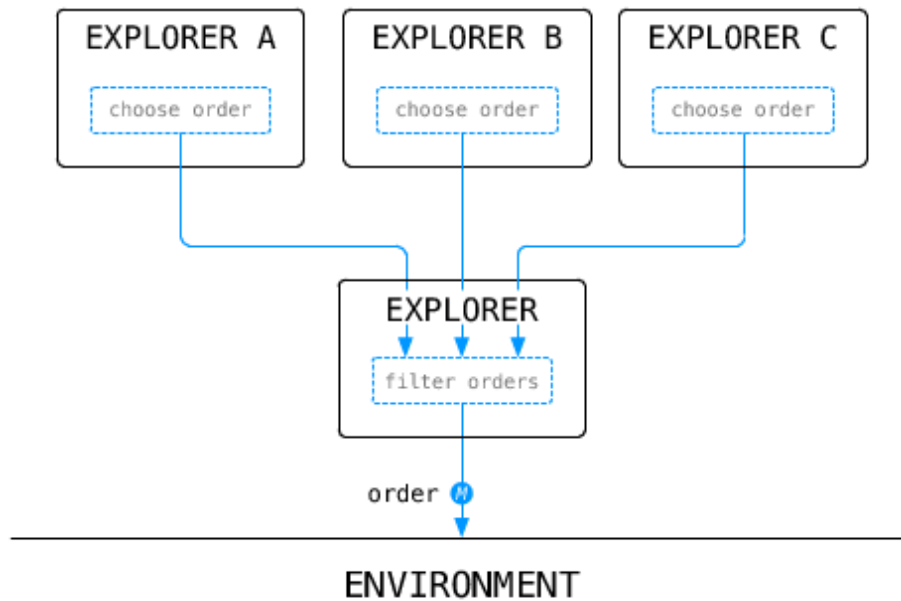 EXPLORER A
EXPLORER B
EXPLORER C
choose order
choose order
choose order
EXPLORER
filter orders
order M
ENVIRONMENT